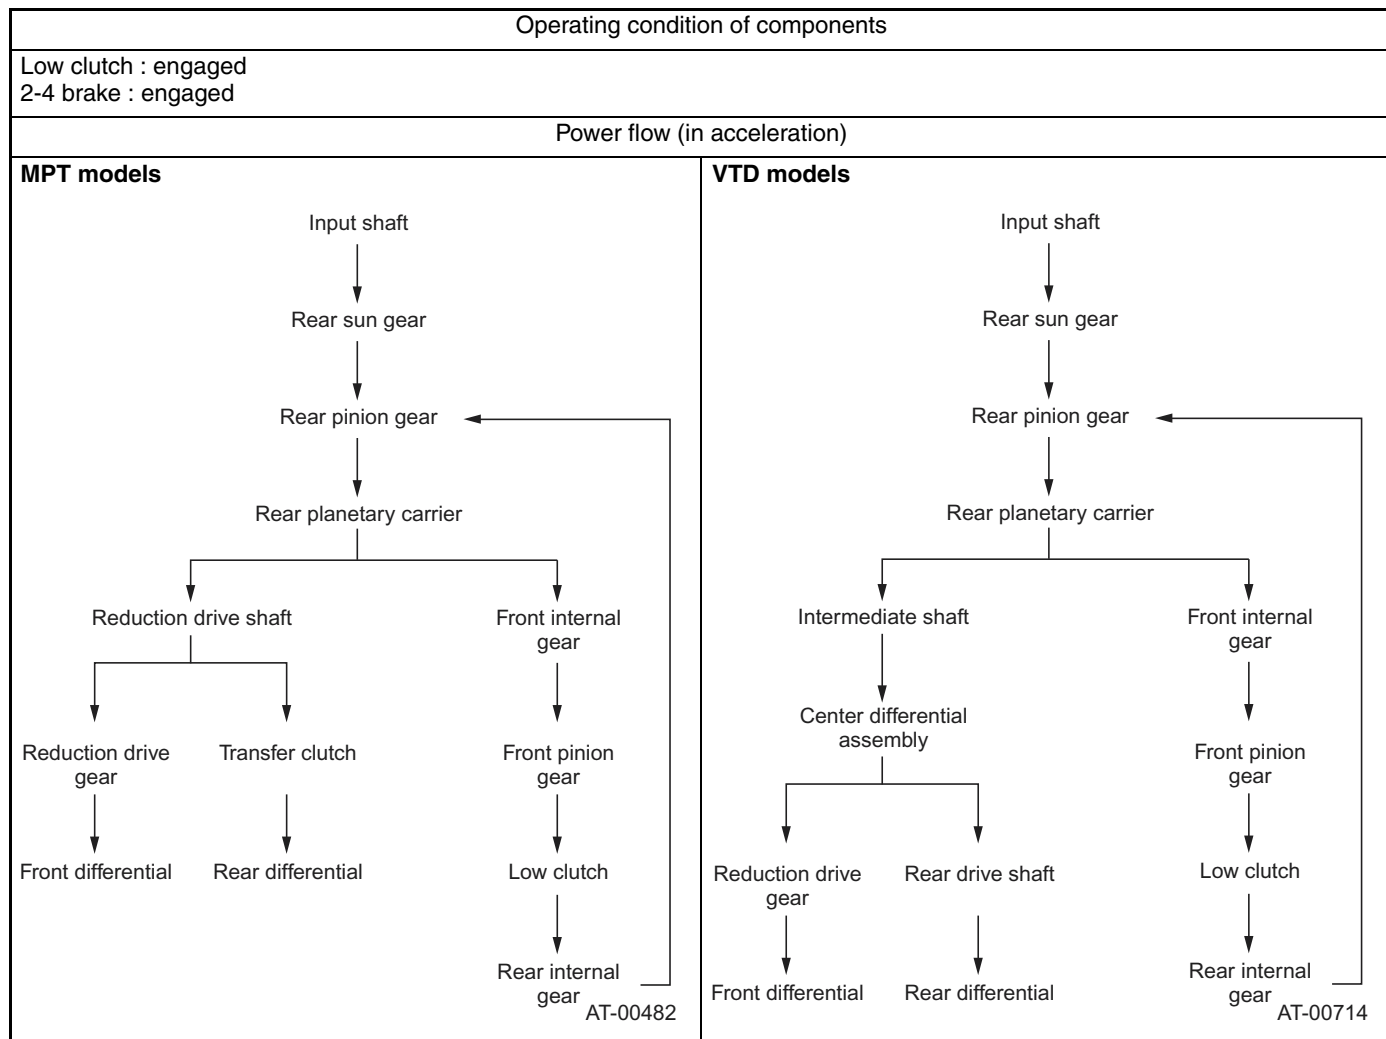 Operating condition of components
Low clutch : engaged
2-4 brake : engaged
Power flow (in acceleration)
MPT models
Input shaft
Rear sun gear
Rear pinion gear
Rear planetary carrier
Reduction drive shaft
Front internal
gear
Reduction drive
gear
Transfer clutch
Front pinion
gear
Front differential
Rear differential
Low clutch
Rear internal
gear
AT-00482
VTD models
Input shaft
Rear sun gear
Rear pinion gear
Rear planetary carrier
Intermediate shaft
Front internal
gear
Center differential
assembly
Front pinion
gear
Reduction drive
gear
Rear drive shaft
Low clutch
Front differential
Rear differential
Rear internal
gear
AT-00714